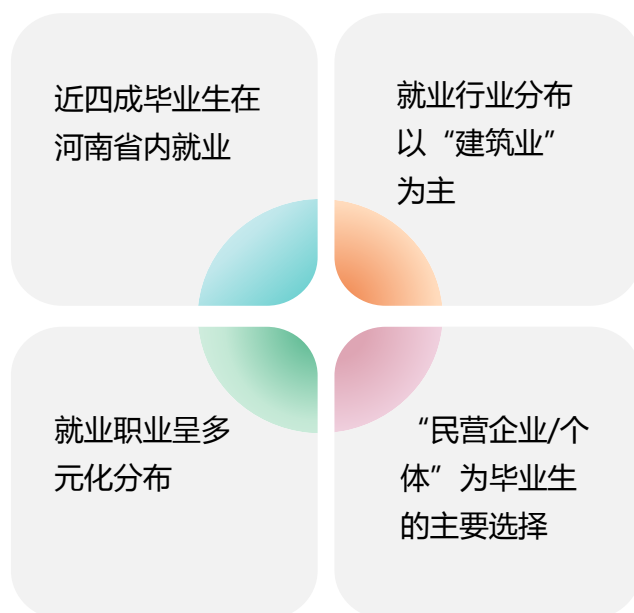 近四成毕业生在
河南省内就业
就业行业分布
以“建筑业”
为主
就业职业呈多
元化分布
“民营企业/个
体”为毕业生
的主要选择